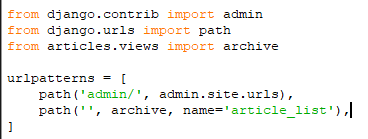 from django.contrib import admin
from django.urls import path
from articles.views import archive

urlpatterns = [
    path('admin/', admin.site.urls),
    path('', archive, name='article_list'),
]